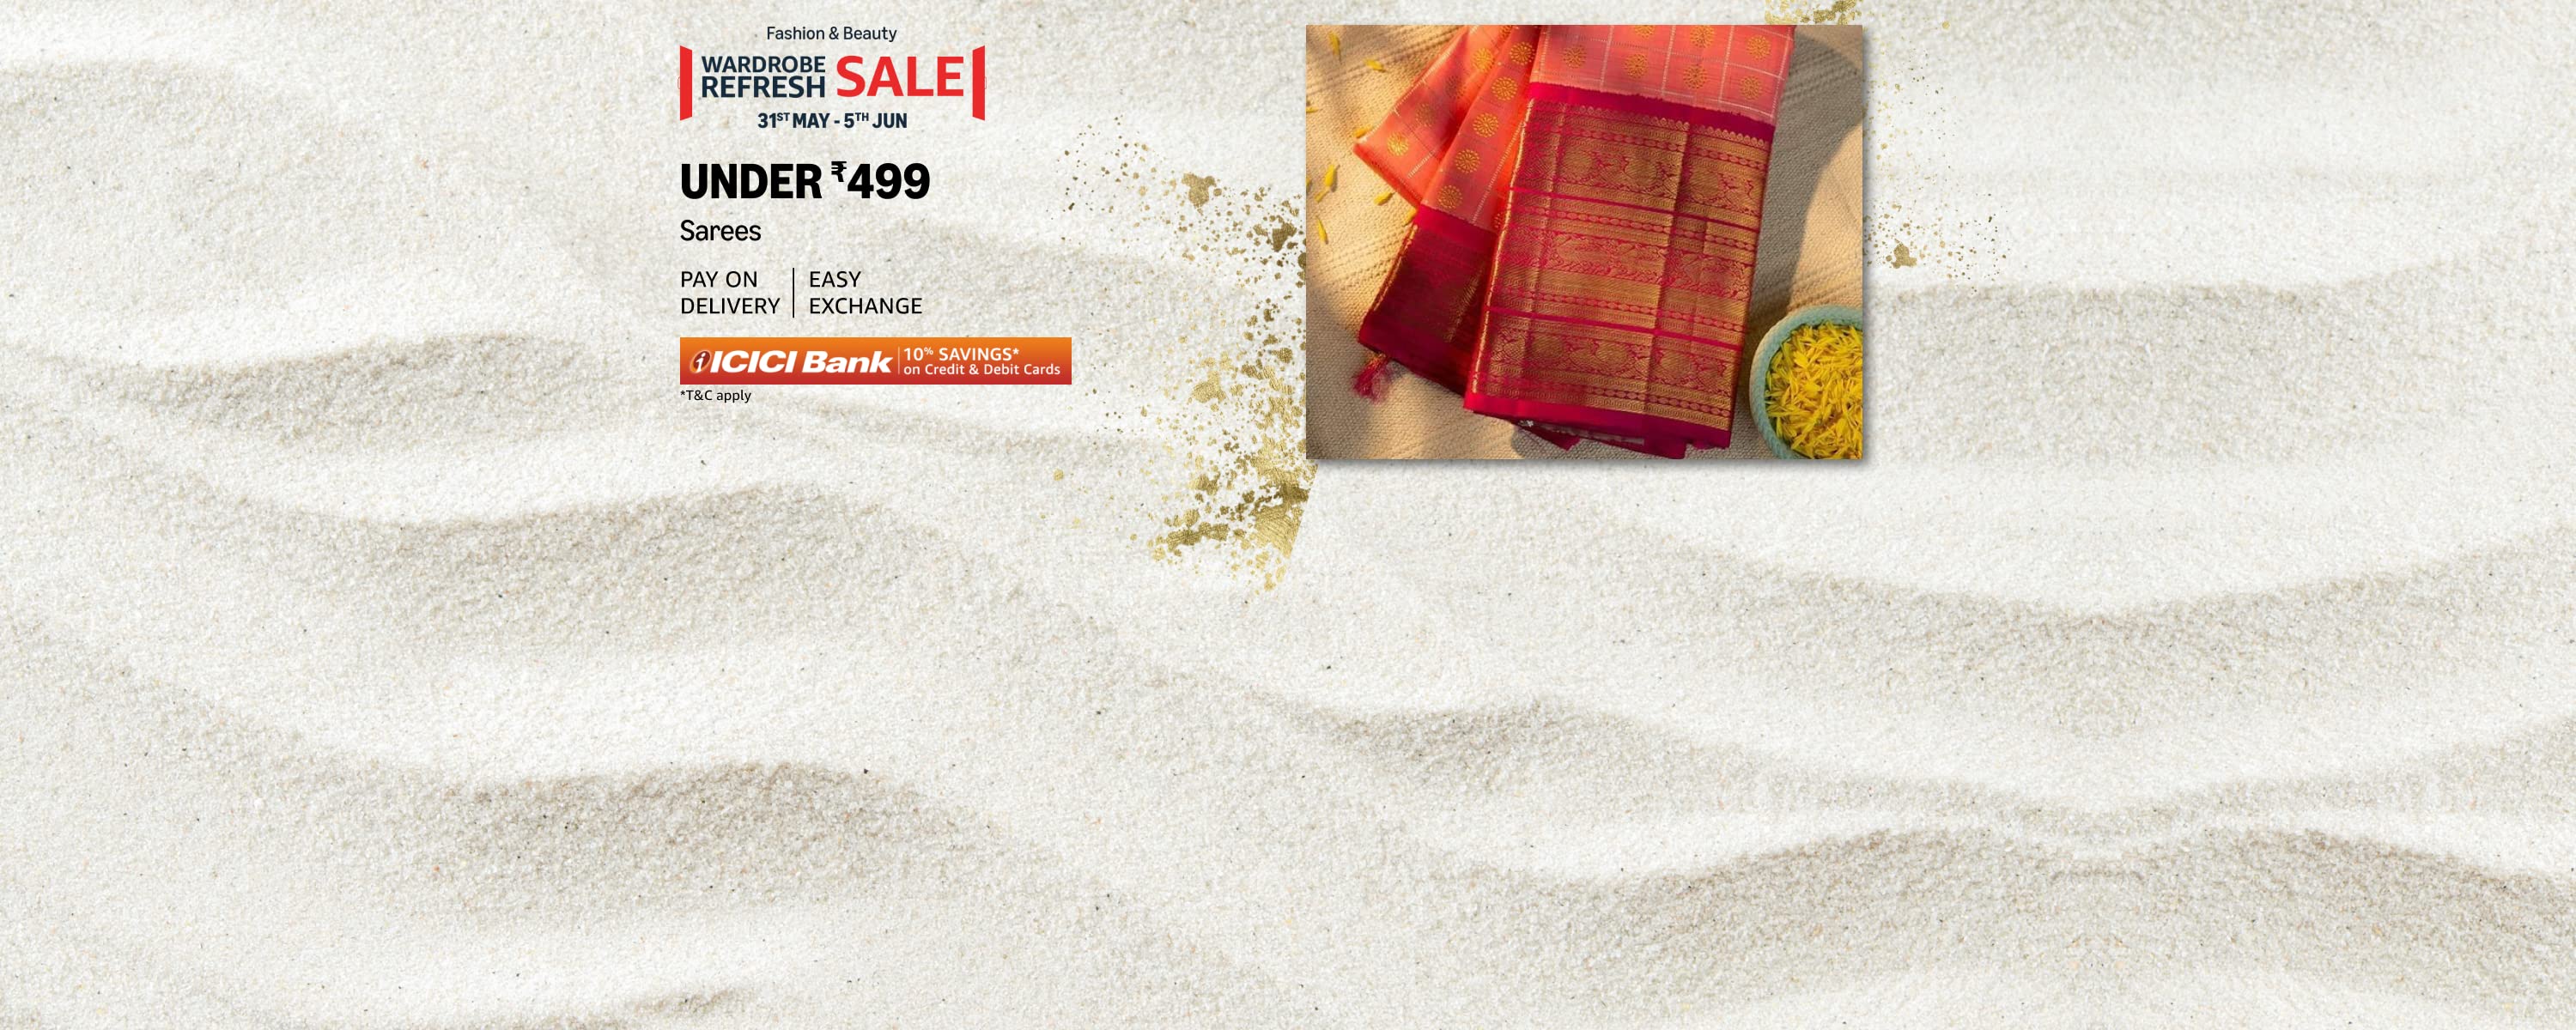 Fashion & Beauty
WARDROBE
REFRESH SALE
31ST MAY - 5TH JUN
UNDER ₹499
Sarees
PAY ON
DELIVERY
EASY
EXCHANGE
ICICI Bank
10% SAVINGS*
on Credit & Debit Cards
*T&C apply